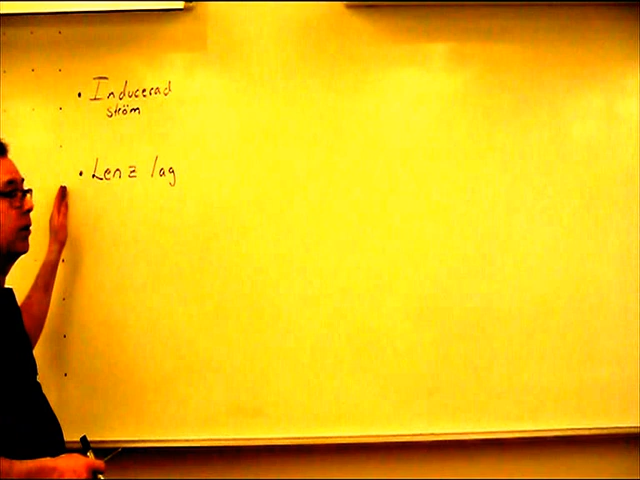 • Inducerad
ström
• Lenz lag